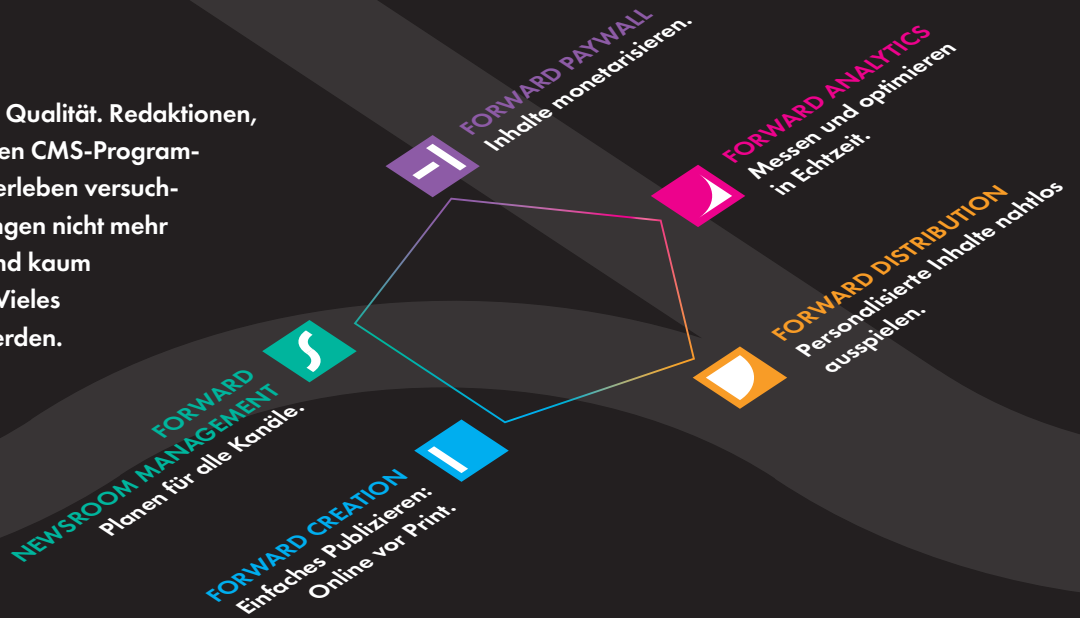 Qualität. Redaktionen,
en CMS-Program-
erleben versuch-
ngen nicht mehr
nd kaum
Vieles
erden.
FORWARD PAYWALL
Inhalte monetarisieren.
FORWARD ANALYTICS
Messen und optimieren
in Echtzeit.
FORWARD DISTRIBUTION
Personalisierte Inhalte nahtlos
ausspielen.
FORWARD
NEWSROOM MANAGEMENT
Planen für alle Kanäle.
FORWARD CREATION
Einfaches Publizieren:
Online vor Print.